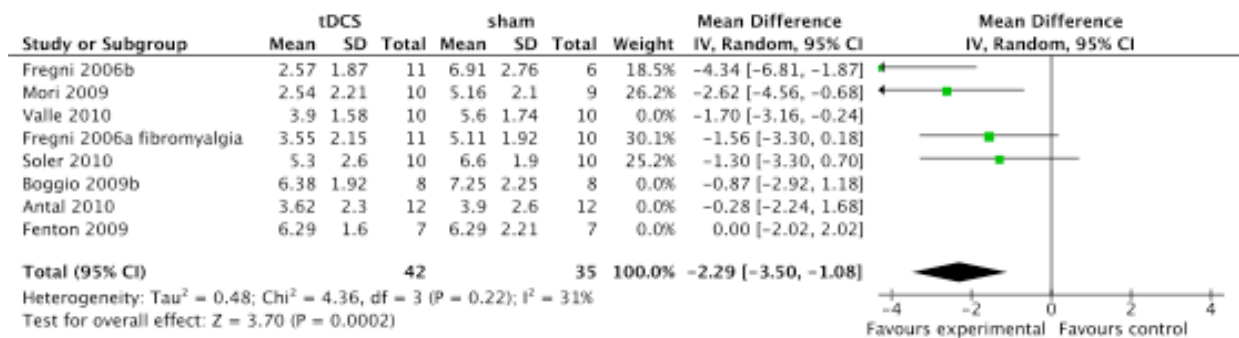 tDCS sham Mean Difference Mean Difference
Study or Subgroup Mean SD Total Mean SD Total Weight IV, Random, 95% CI IV, Random, 95% CI
Fregni 2006b 2.57 1.87 11 6.91 2.76 6 18.5% -4.34 [-6.81, -1.87]
Mori 2009 2.54 2.21 10 5.16 2.1 9 26.2% -2.62 [-4.56, -0.68]
Valle 2010 3.9 1.58 10 5.6 1.74 10 0.0% -1.70 [-3.16, -0.24]
Fregni 2006a fibromyalgia 3.55 2.15 11 5.11 1.92 10 30.1% -1.56 [-3.30, 0.18]
Soler 2010 5.3 2.6 10 6.6 1.9 10 25.2% -1.30 [-3.30, 0.70]
Boggio 2009b 6.38 1.92 8 7.25 2.25 8 0.0% -0.87 [-2.92, 1.18]
Antal 2010 3.62 2.3 12 3.9 2.6 12 0.0% -0.28 [-2.24, 1.68]
Fenton 2009 6.29 1.6 7 6.29 2.21 7 0.0% 0.00 [-2.02, 2.02]
Total (95% CI) 42 35 100.0% -2.29 [-3.50, -1.08]
Heterogeneity: Tau² = 0.48; Chi² = 4.36, df = 3 (P = 0.22); I² = 31%
Test for overall effect: Z = 3.70 (P = 0.0002)
-4 -2 0 2 4
Favours experimental Favours control